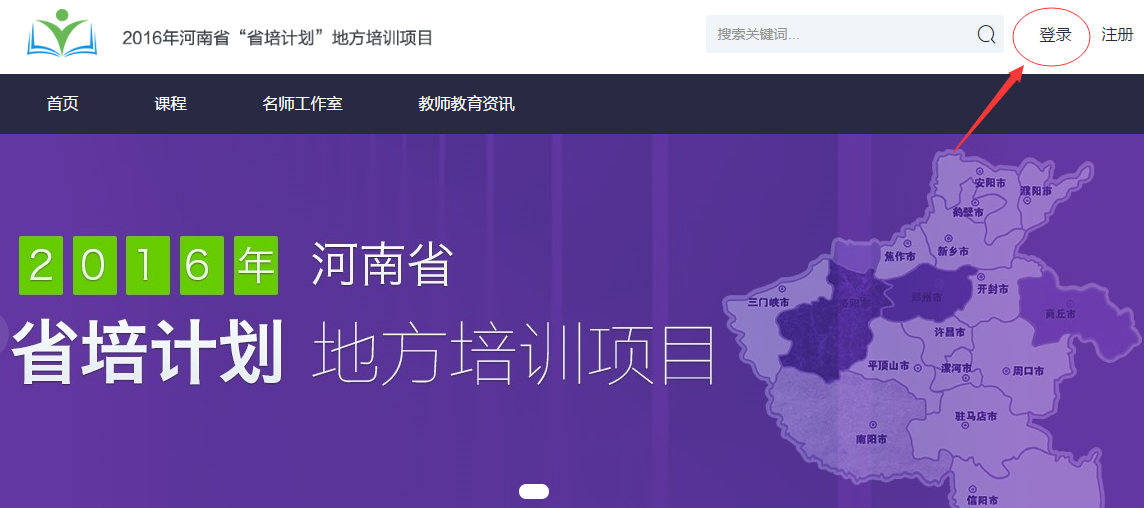 2016年河南省“省培计划”地方培训项目
搜索关键词...
登录
注册
首页
课程
名师工作室
教师教育资讯
2016年
河南省
省培计划
地方培训项目
安阳市
濮阳市
鹤壁市
焦作市
新乡市
三门峡市
洛阳市
郑州市
开封市
商丘市
许昌市
平顶山市
漯河市
周口市
驻马店市
南阳市
信阳市